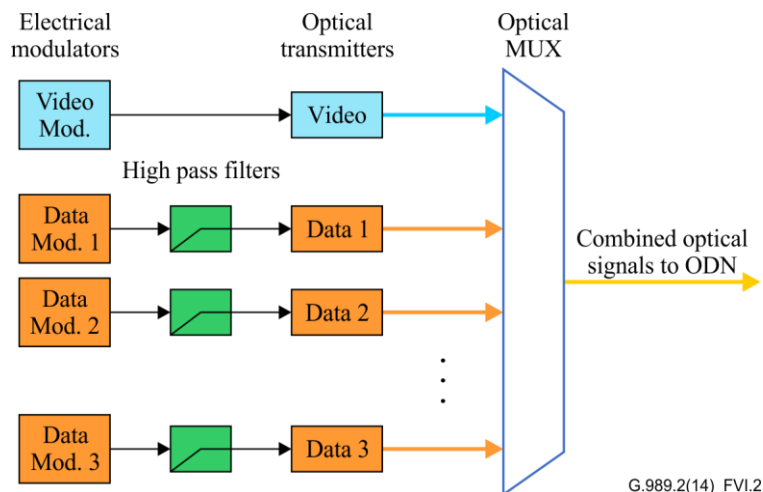 Electrical
modulators
Optical
transmitters
Optical
MUX
Video
Mod.
Video
High pass filters
Data
Mod. 1
Data 1
Data
Mod. 2
Data 2
Combined optical
signals to ODN
Data
Mod. 3
Data 3
G.989.2(14)_FVI.2